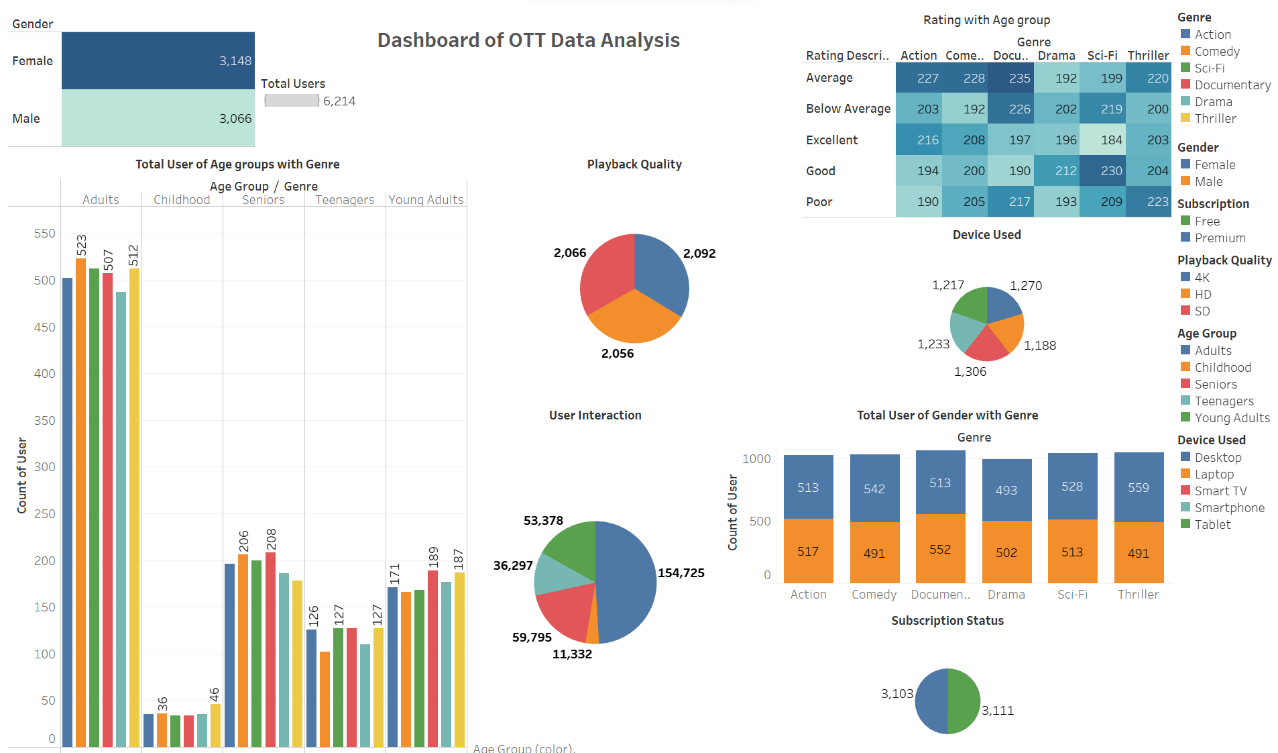 Dashboard of OTT Data Analysis
Gender
Female
3,148
Male
3,066
Total Users
6,214
Total User of Age groups with Genre
Age Group / Genre
Adults Childhood Seniors Teenagers Young Adults
Count of User
550
500
450
400
350
300
250
200
150
100
50
0
523 507 512
36 46
206 208
126 127 127
171 189 187
Playback Quality
2,066 2,092
2,056
User Interaction
53,378
36,297
154,725
59,795
11,332
Age Group (color).
Rating with Age group
Genre
Rating Descri.. Action Come.. Docu.. Drama Sci-Fi Thriller
Average 227 228 235 192 199 220
Below Average 203 192 226 202 219 200
Excellent 216 208 197 196 184 203
Good 194 200 190 212 230 204
Poor 190 205 217 193 209 223
Device Used
1,217 1,270
1,233 1,188
1,306
Total User of Gender with Genre
Genre
Count of User
1000
500
0
513 542 513 493 528 559
517 491 552 502 513 491
Action Comedy Documen.. Drama Sci-Fi Thriller
Subscription Status
3,103
3,111
Genre
Action
Comedy
Sci-Fi
Documentary
Drama
Thriller
Gender
Female
Male
Subscription
Free
Premium
Playback Quality
4K
HD
SD
Age Group
Adults
Childhood
Seniors
Teenagers
Young Adults
Device Used
Desktop
Laptop
Smart TV
Smartphone
Tablet